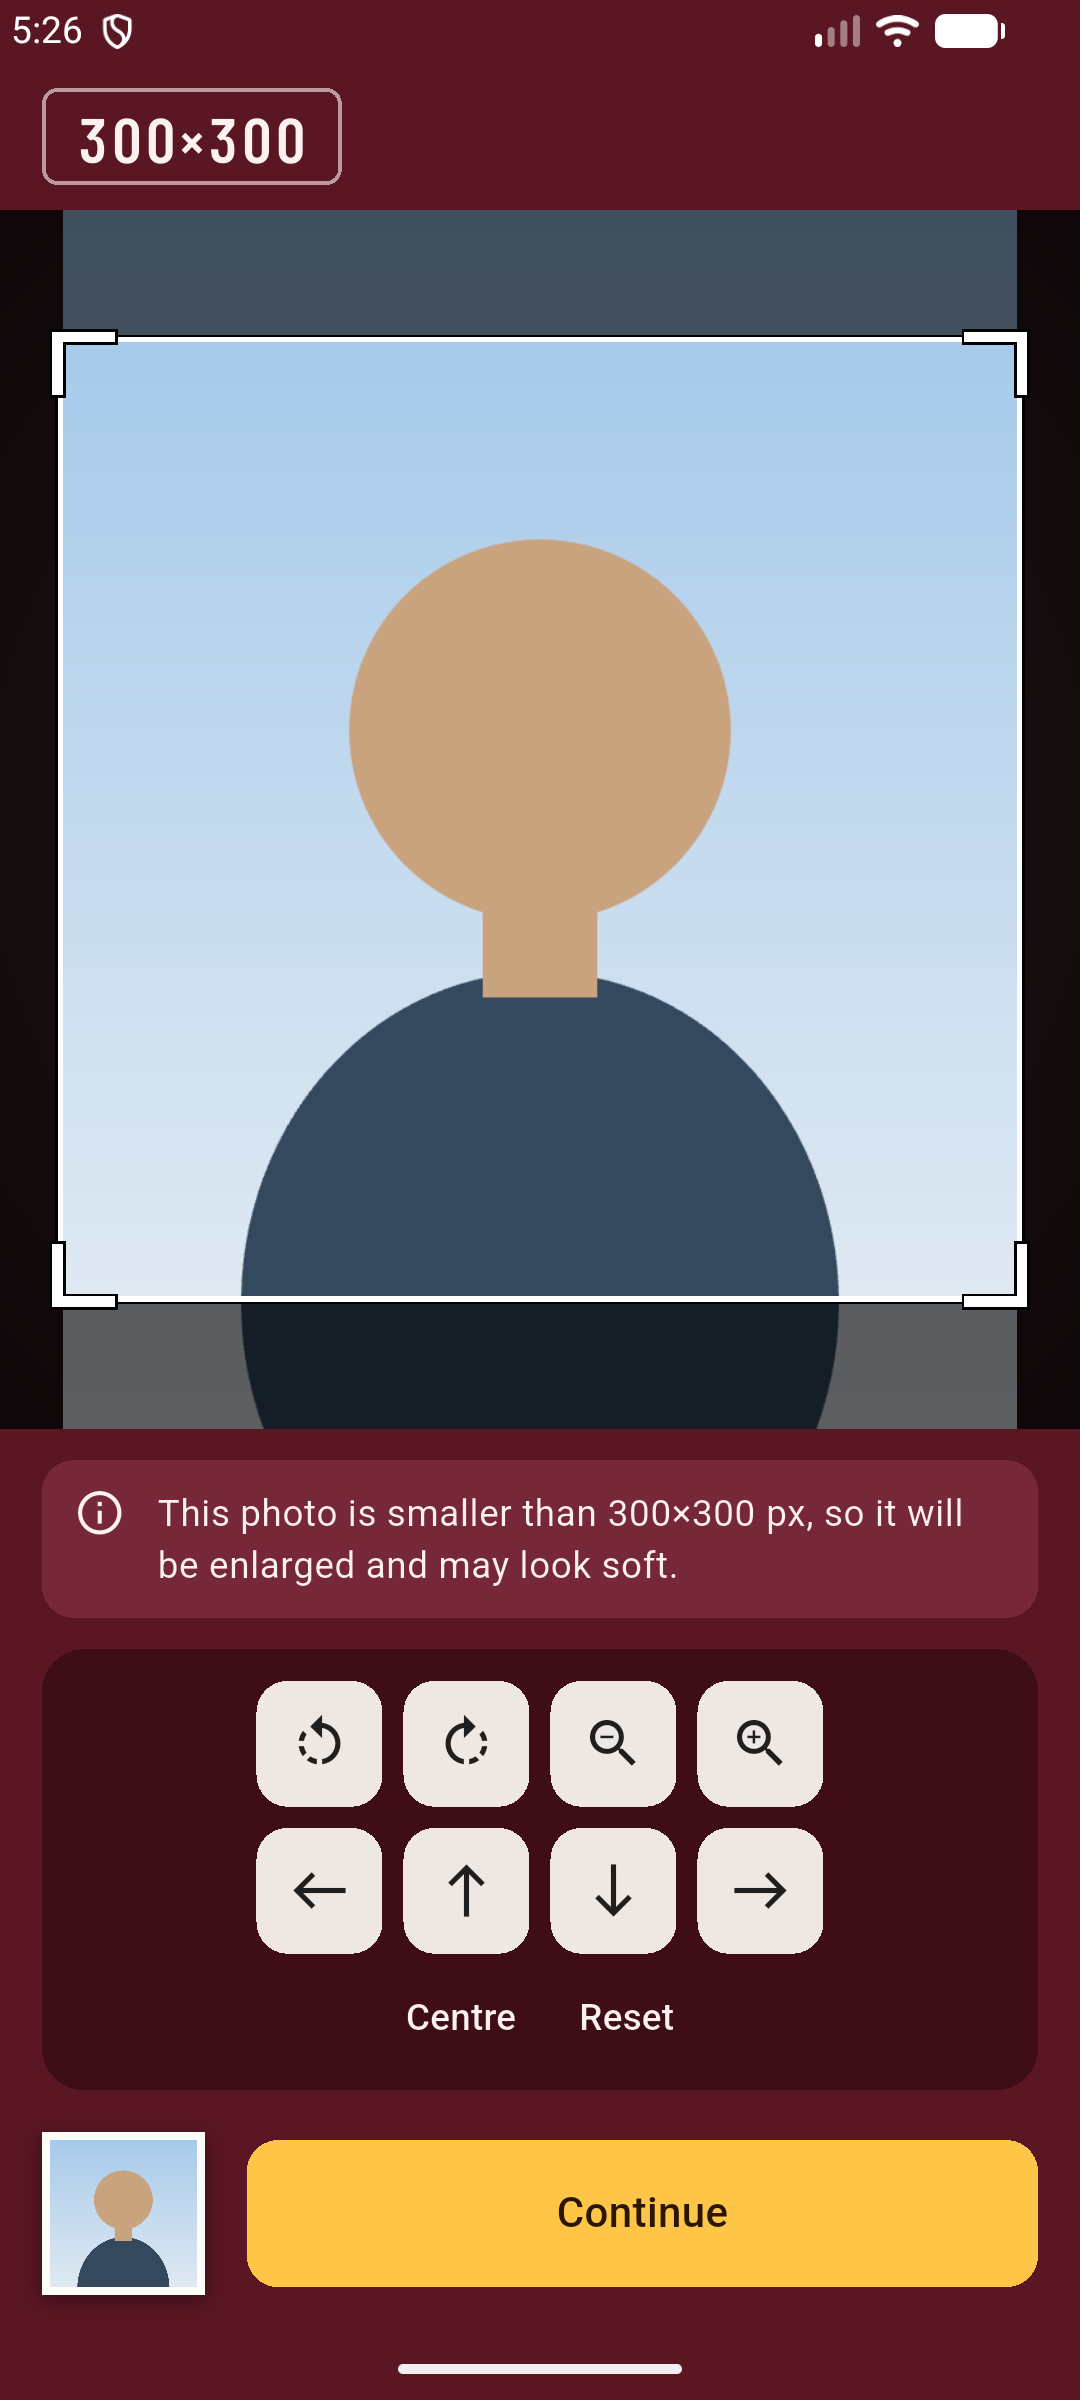 5:26
300×300
This photo is smaller than 300×300 px, so it will
be enlarged and may look soft.
Centre Reset
Continue